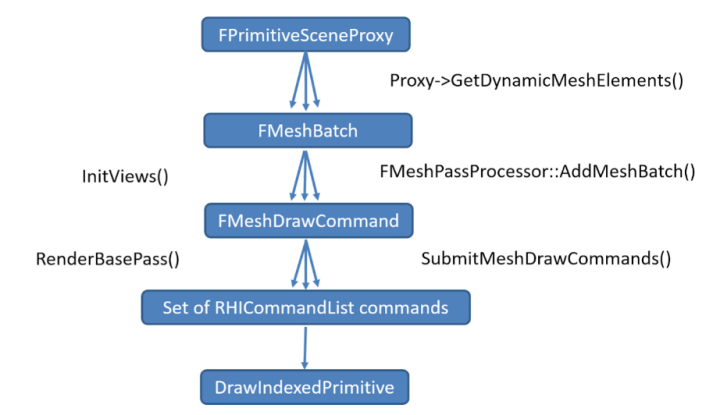 FPrimitiveSceneProxy
Proxy->GetDynamicMeshElements()
FMeshBatch
InitViews()
FMeshPassProcessor::AddMeshBatch()
FMeshDrawCommand
RenderBasePass()
SubmitMeshDrawCommands()
Set of RHICommandList commands
DrawIndexedPrimitive